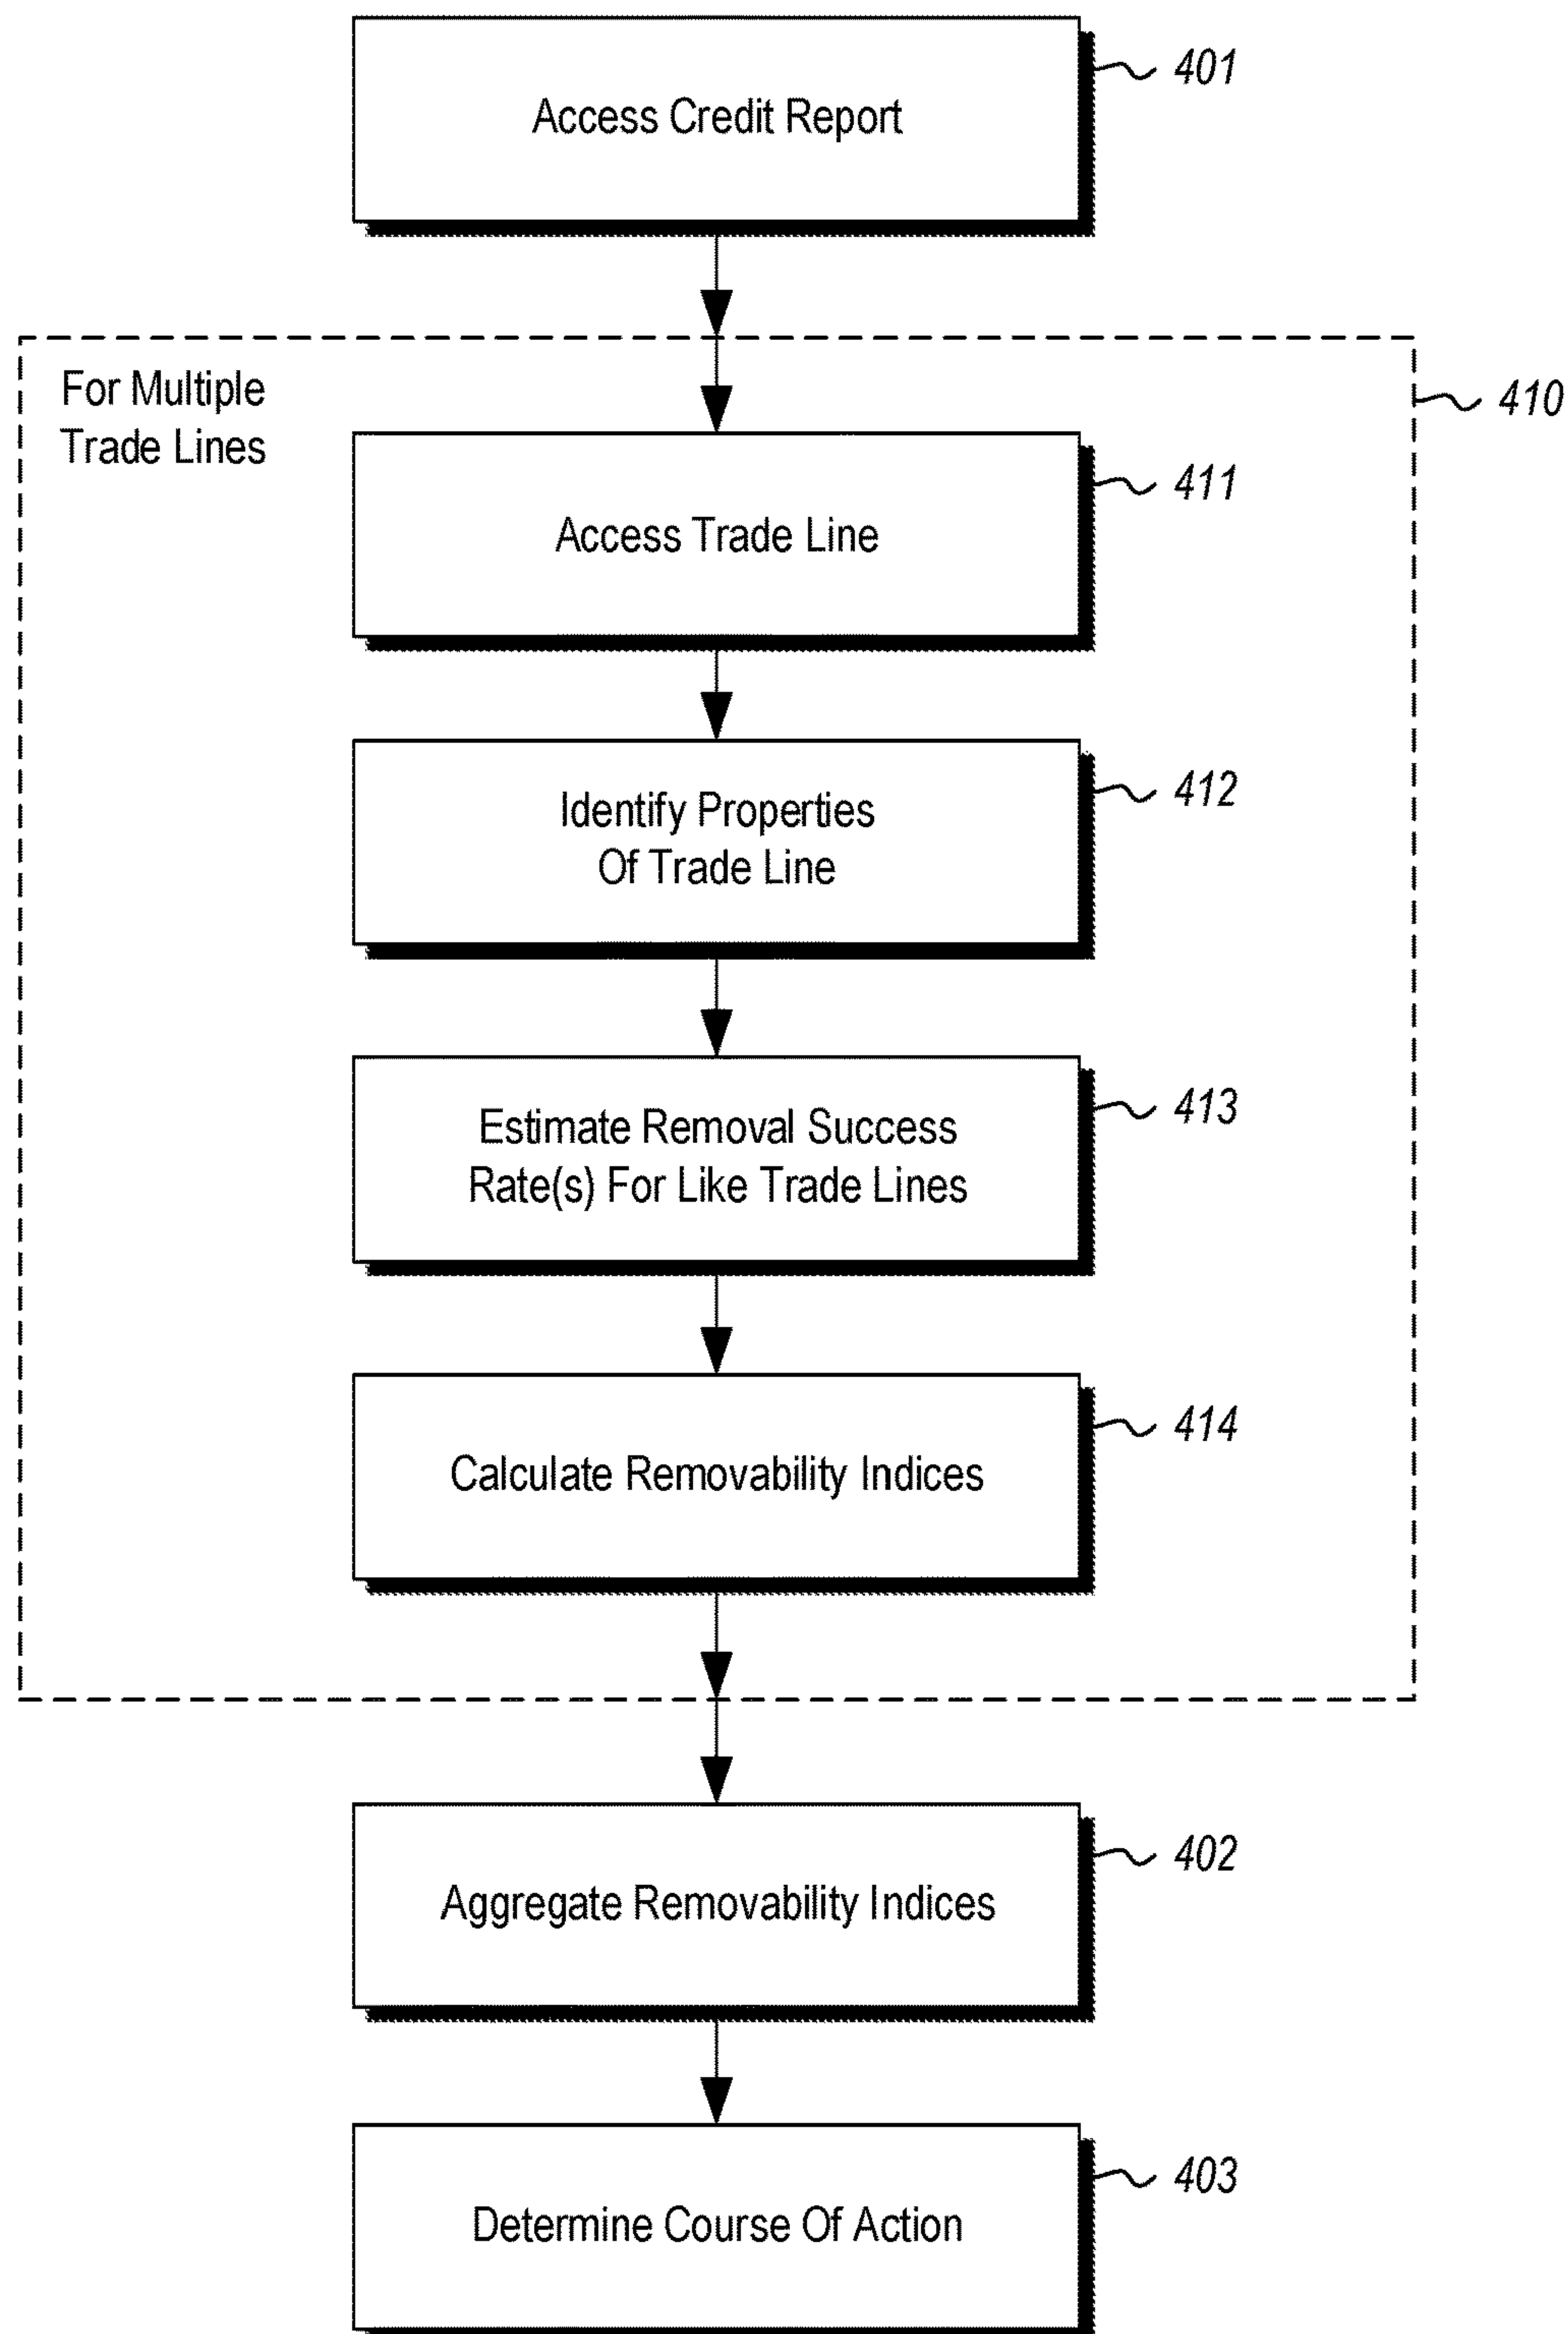 Access Credit Report
401
For Multiple
Trade Lines
410
Access Trade Line
411
Identify Properties
Of Trade Line
412
Estimate Removal Success
Rate(s) For Like Trade Lines
413
Calculate Removability Indices
414
Aggregate Removability Indices
402
Determine Course Of Action
403